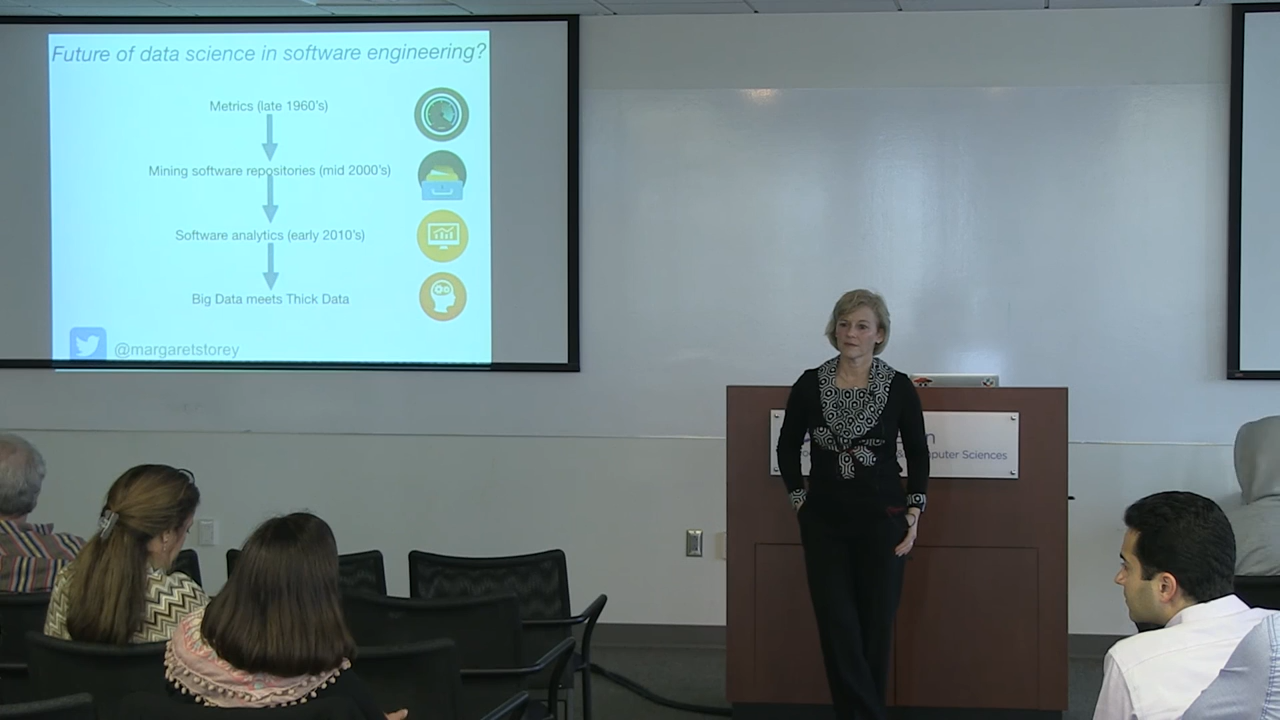 Future of data science in software engineering?
Metrics (late 1960's)
Mining software repositories (mid 2000's)
Software analytics (early 2010's)
Big Data meets Thick Data
@margaretstorey
Sciences